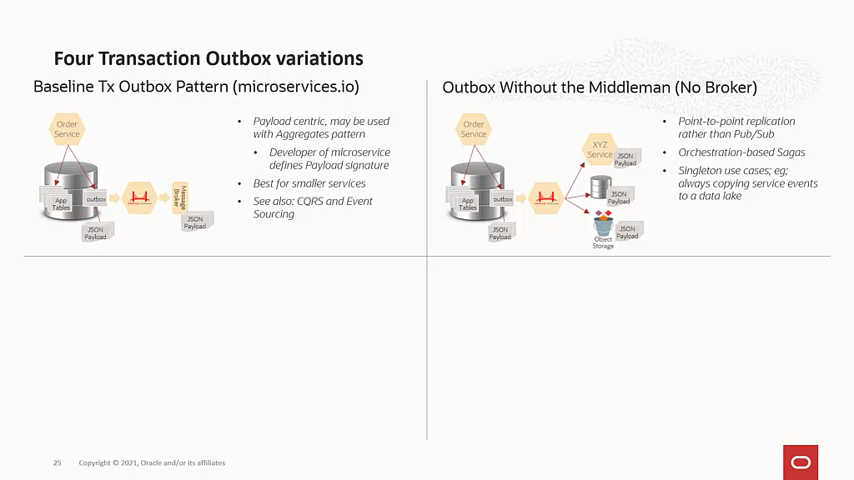 Four Transaction Outbox variations
Baseline Tx Outbox Pattern (microservices.io)
Order
Service
App
Tables
outbox
JSON
Payload
Message
Broker
JSON
Payload
• Payload centric, may be used
with Aggregates pattern
• Developer of microservice
defines Payload signature
• Best for smaller services
• See also: CQRS and Event
Sourcing
Outbox Without the Middleman (No Broker)
Order
Service
App
Tables
outbox
JSON
Payload
XYZ
Service
JSON
Payload
JSON
Payload
Object
Storage
JSON
Payload
• Point-to-point replication
rather than Pub/Sub
• Orchestration-based Sagas
• Singleton use cases; eg;
always copying service events
to a data lake
25
Copyright © 2021, Oracle and/or its affiliates